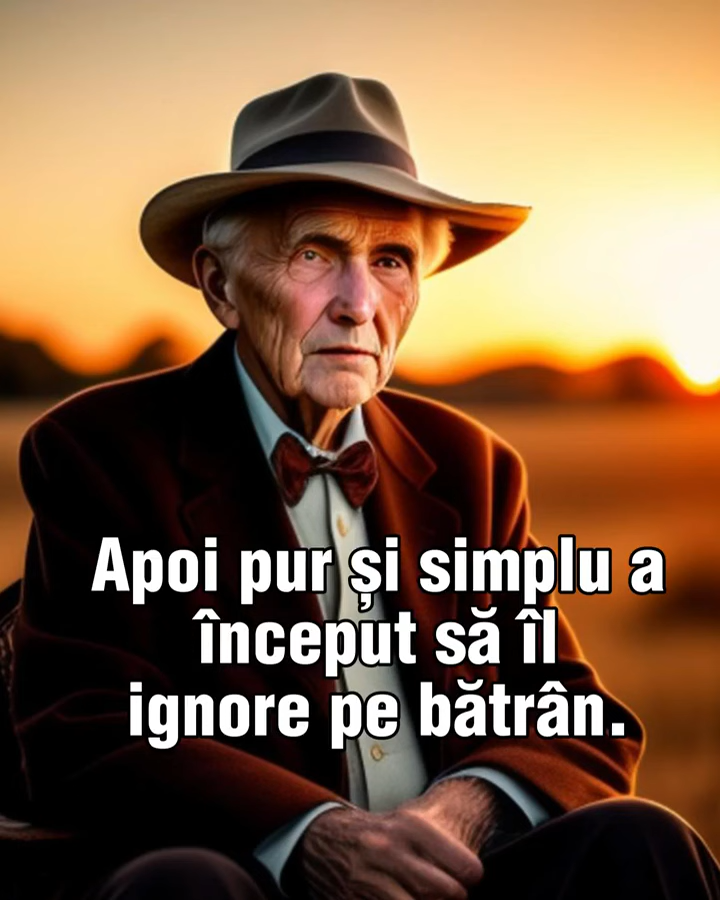 Apoi pur și simplu a
început să îl
ignore pe bătrân.